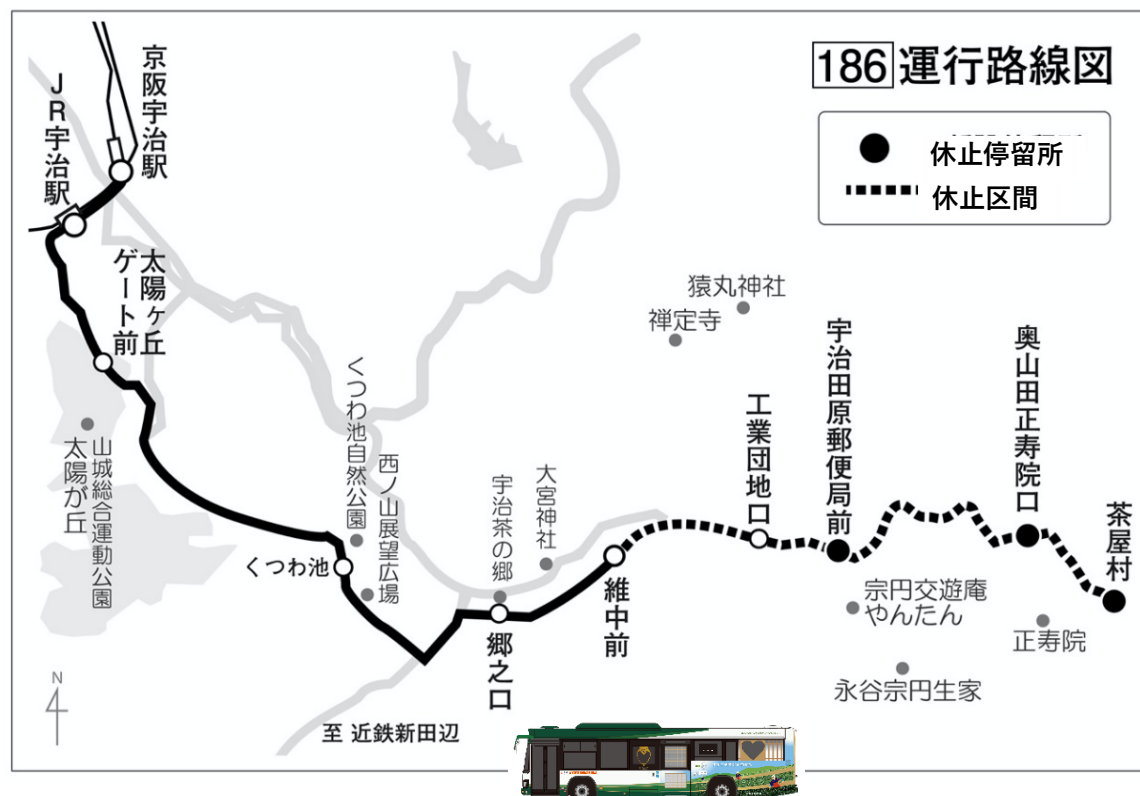 186 運行路線図
休止停留所
休止区間
京阪宇治駅
JR宇治駅
太陽ヶ丘
ゲート前
山城総合運動公園
太陽が丘
くつわ池自然公園
くつわ池
西ノ山展望広場
宇治茶の郷
郷之口
大宮神社
維中前
禅定寺
猿丸神社
工業団地口
宇治田原郵便局前
宗円交遊庵
やんたん
永谷宗円生家
奥山田正寿院口
正寿院
茶屋村
至 近鉄新田辺
N